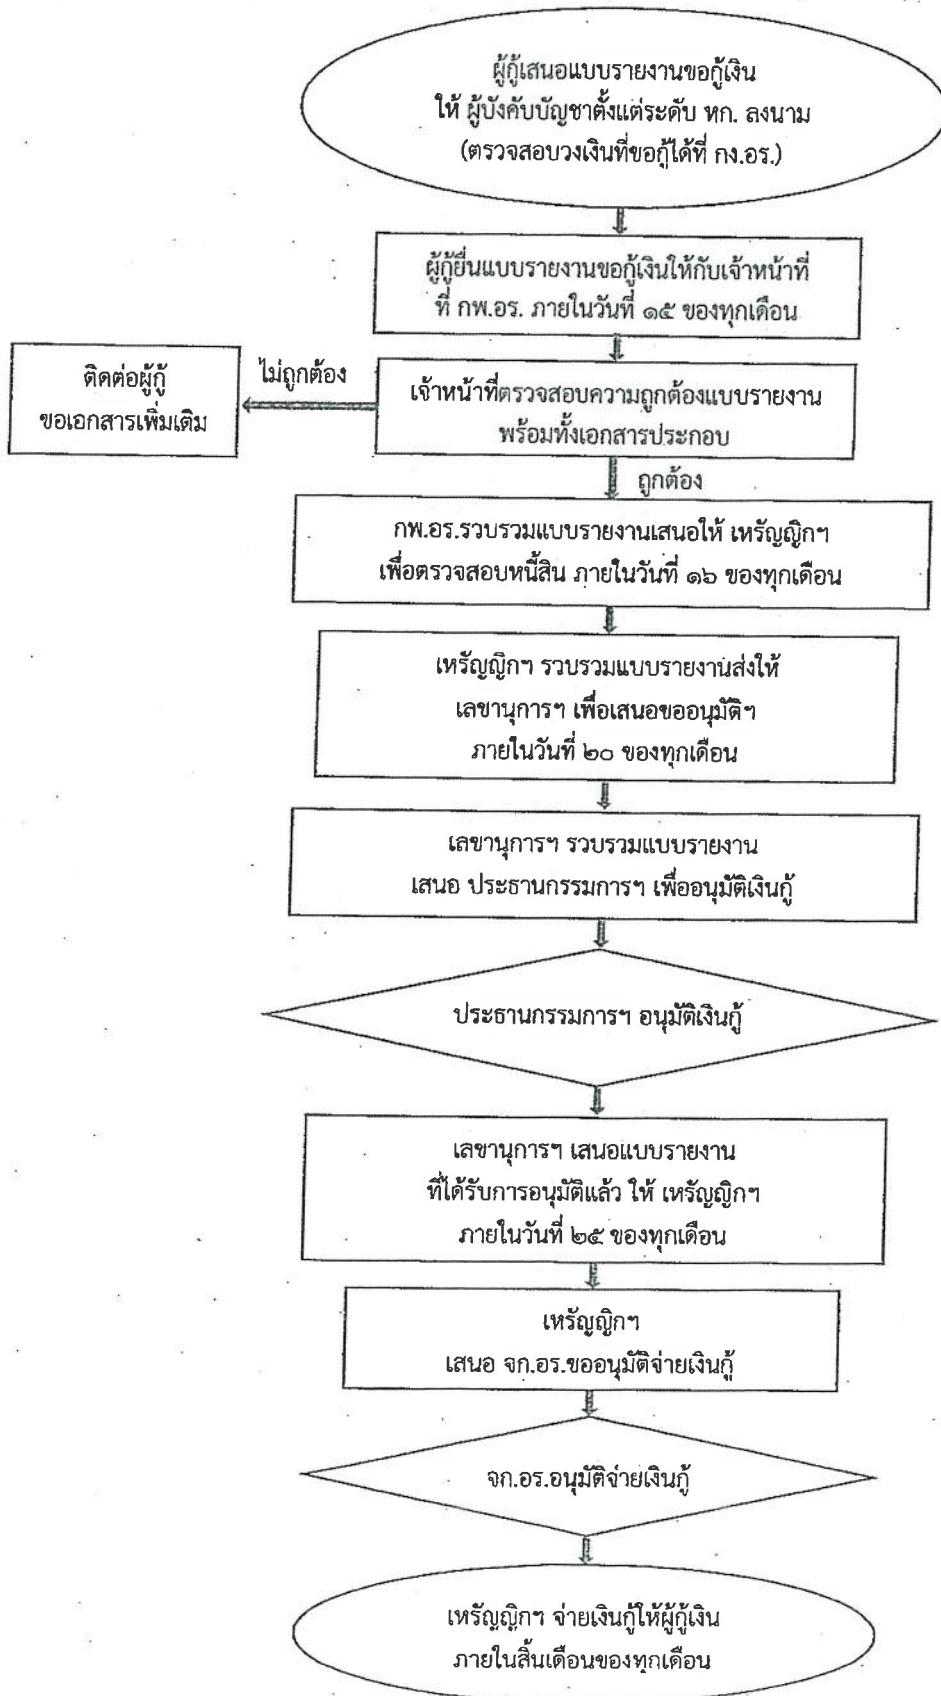 ผู้กู้เสนอแบบรายงานขอกู้เงิน
ให้ ผู้บังคับบัญชาตั้งแต่ระดับ หก. ลงนาม
(ตรวจสอบวงเงินที่ขอกู้ได้ที่ กง.อร.)
ผู้กู้ยื่นแบบรายงานขอกู้เงินให้กับเจ้าหน้าที่
ที่ กพ.อร. ภายในวันที่ ๑๕ ของทุกเดือน
เจ้าหน้าที่ตรวจสอบความถูกต้องแบบรายงาน
พร้อมทั้งเอกสารประกอบ
ไม่ถูกต้อง
ติดต่อผู้กู้
ขอเอกสารเพิ่มเติม
ถูกต้อง
กพ.อร.รวบรวมแบบรายงานเสนอให้ เหรัญญิกฯ
เพื่อตรวจสอบหนี้สิน ภายในวันที่ ๑๖ ของทุกเดือน
เหรัญญิกฯ รวบรวมแบบรายงานส่งให้
เลขานุการฯ เพื่อเสนอขออนุมัติฯ
ภายในวันที่ ๒๐ ของทุกเดือน
เลขานุการฯ รวบรวมแบบรายงาน
เสนอ ประธานกรรมการฯ เพื่ออนุมัติเงินกู้
ประธานกรรมการฯ อนุมัติเงินกู้
เลขานุการฯ เสนอแบบรายงาน
ที่ได้รับการอนุมัติแล้ว ให้ เหรัญญิกฯ
ภายในวันที่ ๒๕ ของทุกเดือน
เหรัญญิกฯ
เสนอ จก.อร.ขออนุมัติจ่ายเงินกู้
จก.อร.อนุมัติจ่ายเงินกู้
เหรัญญิกฯ จ่ายเงินกู้ให้ผู้กู้เงิน
ภายในสิ้นเดือนของทุกเดือน